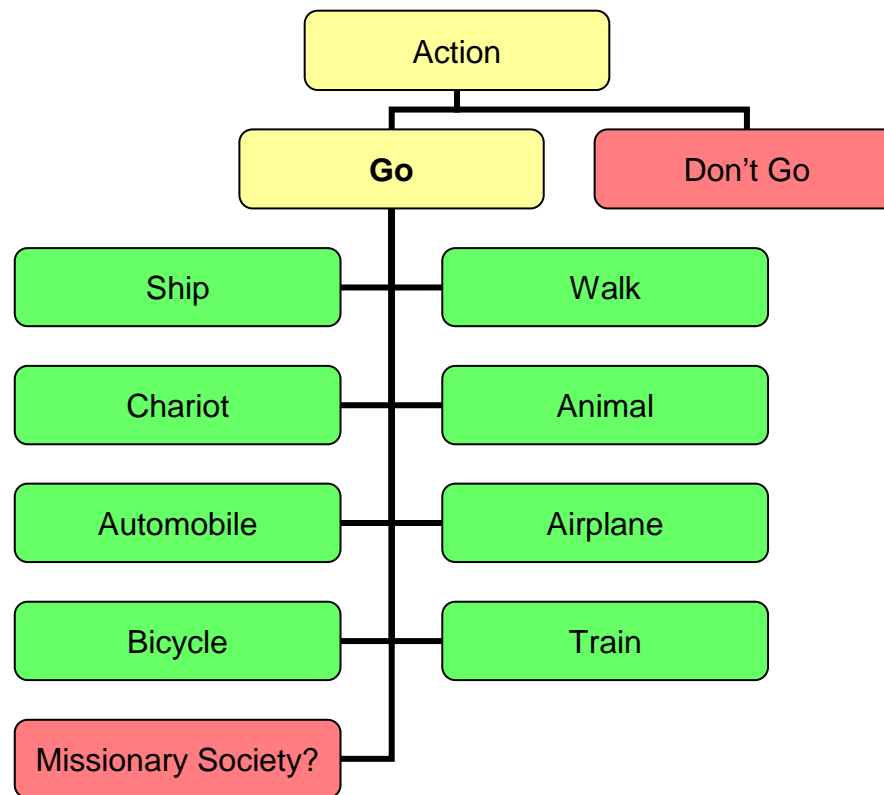 Action
Go
Don’t Go
Ship
Walk
Chariot
Animal
Automobile
Airplane
Bicycle
Train
Missionary Society?